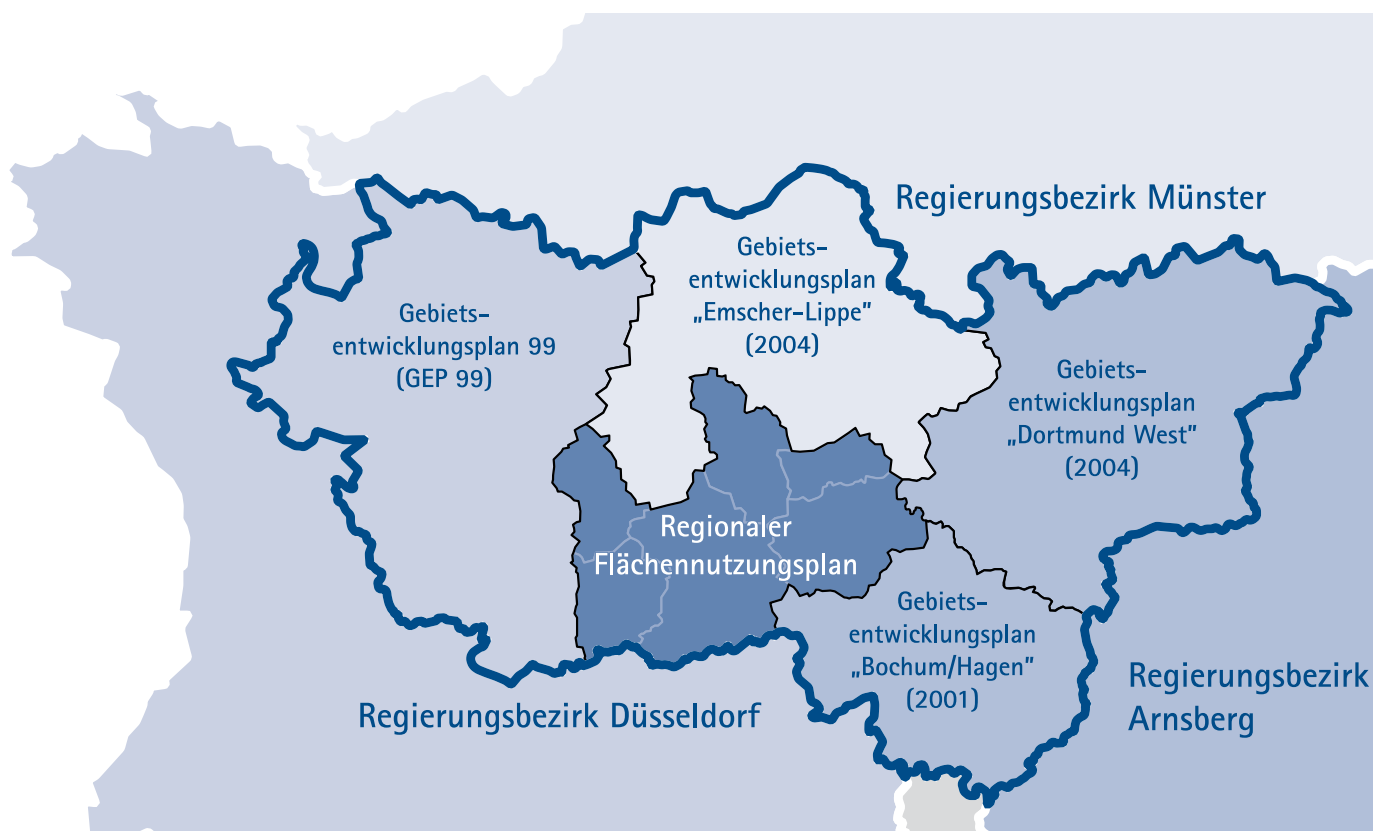 Regierungsbezirk Münster
Gebiets-
entwicklungsplan
„Emscher-Lippe”
(2004)
Gebiets-
entwicklungsplan 99
(GEP 99)
Gebiets-
entwicklungsplan
„Dortmund West”
(2004)
Regionaler
Flächennutzungsplan
Gebiets-
entwicklungsplan
„Bochum/Hagen”
(2001)
Regierungsbezirk Düsseldorf
Regierungsbezirk
Arnsberg